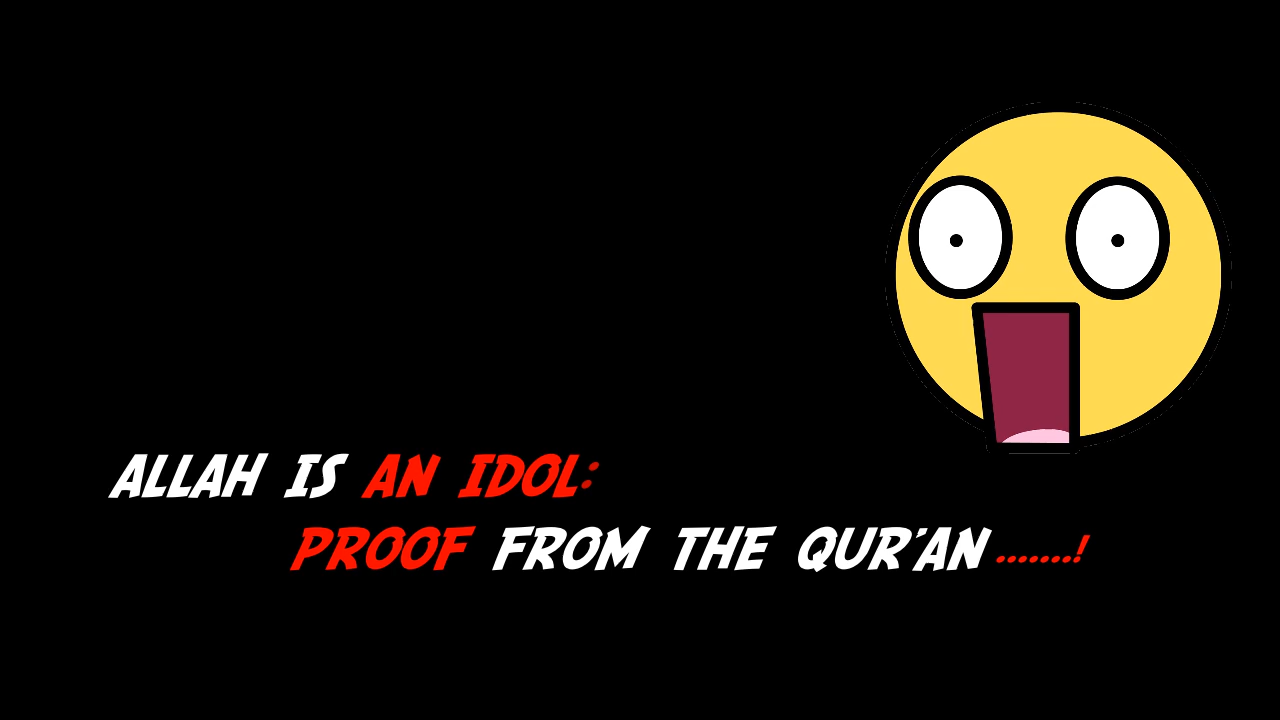 ALLAH IS AN IDOL:
PROOF FROM THE QUR'AN........!